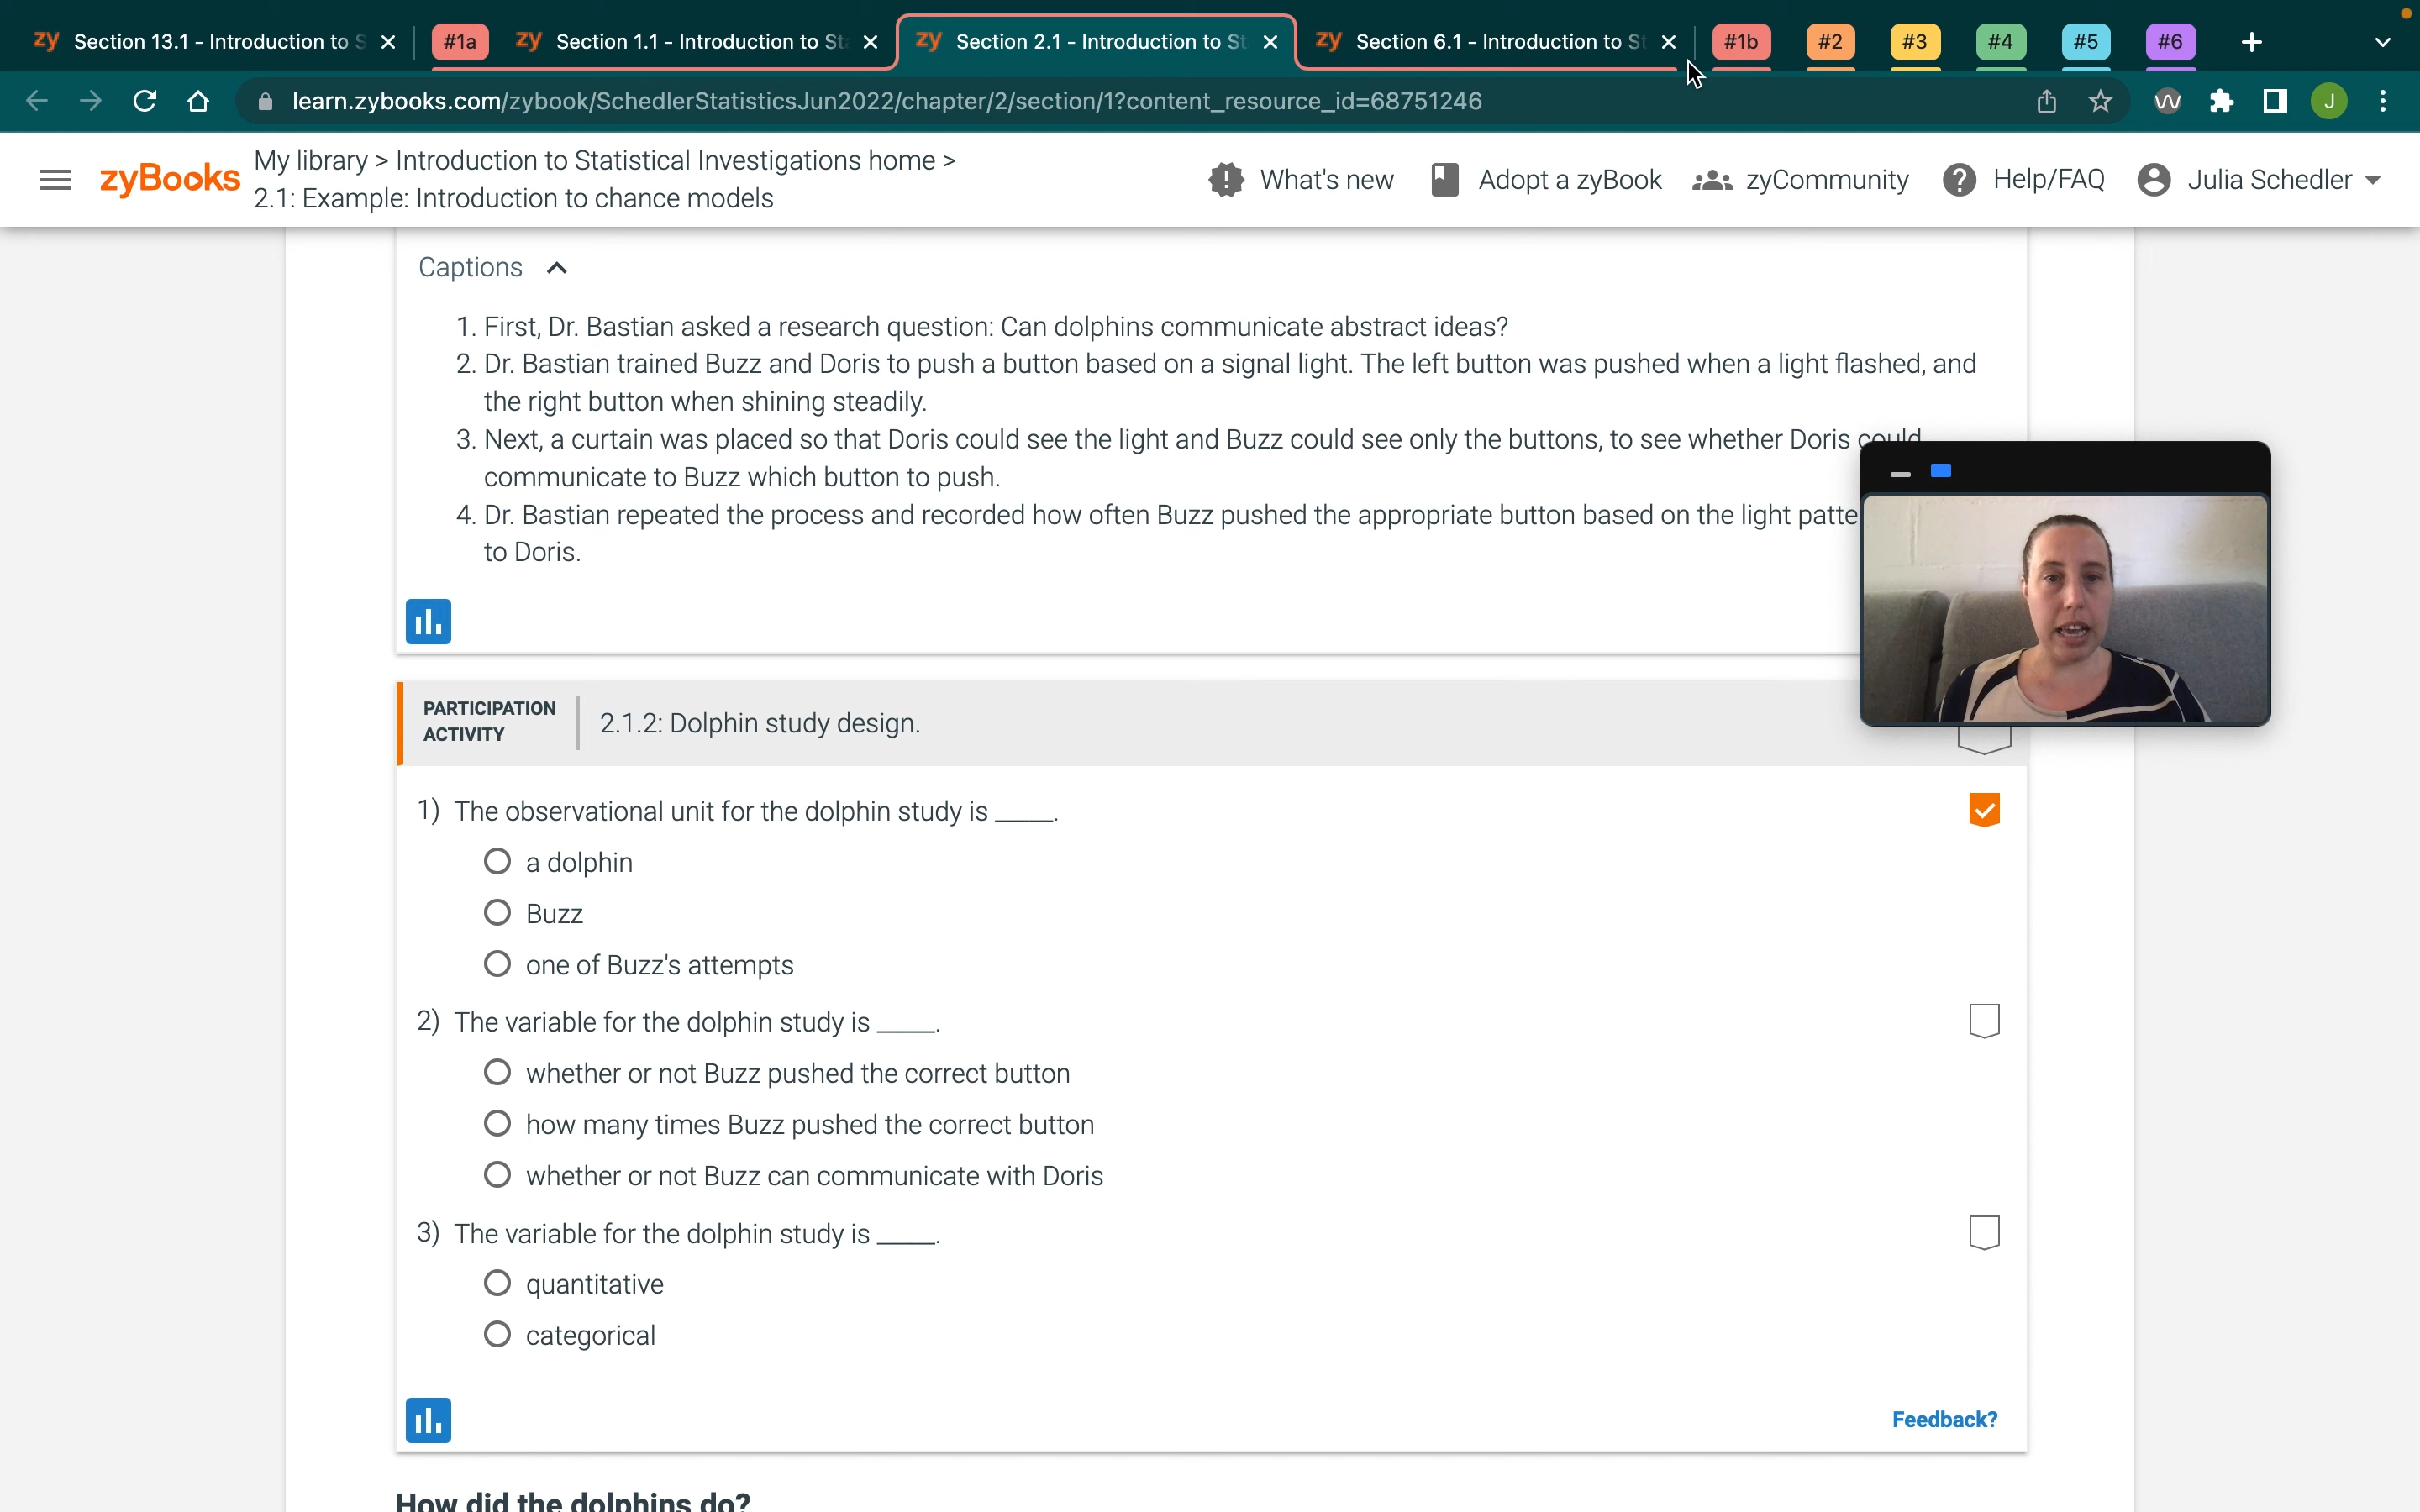 zy Section 13.1 - Introduction to S
#1a
zy Section 1.1 - Introduction to Sta
zy Section 2.1 - Introduction to St
zy Section 6.1 - Introduction to St
#1b
#2
#3
#4
#5
#6
learn.zybooks.com/zybook/SchedlerStatisticsJun2022/chapter/2/section/1?content_resource_id=68751246
J
zyBooks
My library > Introduction to Statistical Investigations home >
2.1: Example: Introduction to chance models
What's new
Adopt a zyBook
zyCommunity
Help/FAQ
Julia Schedler
Captions
1. First, Dr. Bastian asked a research question: Can dolphins communicate abstract ideas?
2. Dr. Bastian trained Buzz and Doris to push a button based on a signal light. The left button was pushed when a light flashed, and
the right button when shining steadily.
3. Next, a curtain was placed so that Doris could see the light and Buzz could see only the buttons, to see whether Doris could
communicate to Buzz which button to push.
4. Dr. Bastian repeated the process and recorded how often Buzz pushed the appropriate button based on the light patte
to Doris.
PARTICIPATION
ACTIVITY
2.1.2: Dolphin study design.
1) The observational unit for the dolphin study is _____.
a dolphin
Buzz
one of Buzz's attempts
2) The variable for the dolphin study is _____.
whether or not Buzz pushed the correct button
how many times Buzz pushed the correct button
whether or not Buzz can communicate with Doris
3) The variable for the dolphin study is _____.
quantitative
categorical
Feedback?
How did the dolphins do?